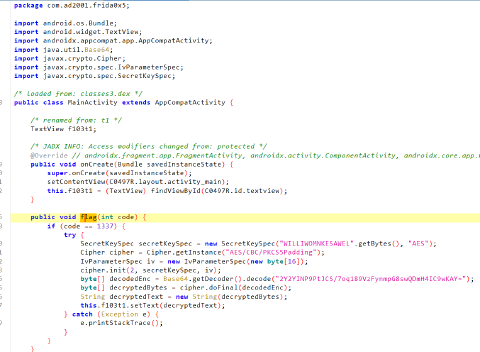 package com.ad2001.frida0x5;
import android.os.Bundle;
import android.widget.TextView;
import androidx.appcompat.app.AppCompatActivity;
import java.util.Base64;
import javax.crypto.Cipher;
import javax.crypto.spec.IvParameterSpec;
import javax.crypto.spec.SecretKeySpec;
/* loaded from: classes3.dex */
public class MainActivity extends AppCompatActivity {
/* renamed from: t1 */
TextView f103t1;
/* JADX INFO: Access modifiers changed from: protected */
@Override // androidx.fragment.app.FragmentActivity, androidx.activity.ComponentActivity, androidx.core.app.
public void onCreate(Bundle savedInstanceState) {
super.onCreate(savedInstanceState);
setContentView(C0497R.layout.activity_main);
this.f103t1 = (TextView) findViewById(C0497R.id.textview);
}
public void flag(int code) {
if (code == 1337) {
try {
SecretKeySpec secretKeySpec = new SecretKeySpec("WILLIWOMNKESAWEL".getBytes(), "AES");
Cipher cipher = Cipher.getInstance("AES/CBC/PKCS5Padding");
IvParameterSpec iv = new IvParameterSpec(new byte[16]);
cipher.init(2, secretKeySpec, iv);
byte[] decodedEnc = Base64.getDecoder().decode(
byte[] decryptedBytes = cipher.doFinal(decodedEnc);
String decryptedText = new String(decryptedBytes);
this.f103t1.setText(decryptedText);
} catch (Exception e) {
e.printStackTrace();
}
}
}